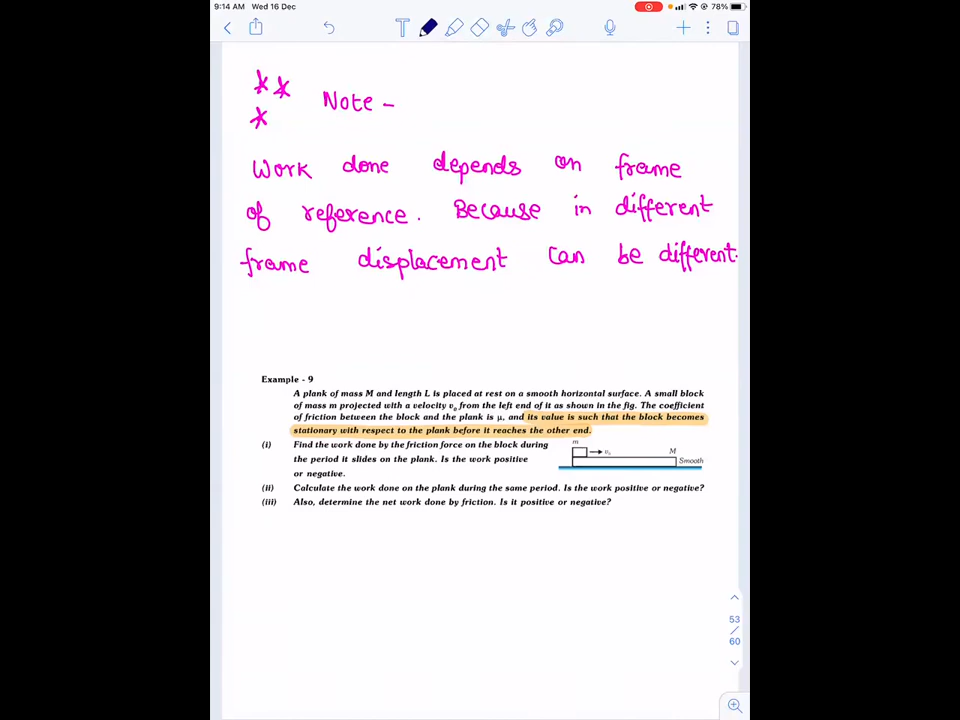 9:14 AM Wed 16 Dec
78%
** Note -
*
Work done depends on frame
of reference. Because in different
frame displacement can be different.
Example - 9
A plank of mass M and length L is placed at rest on a smooth horizontal surface. A small block
of mass m projected with a velocity v₀ from the left end of it as shown in the fig. The coefficient
of friction between the block and the plank is μ, and its value is such that the block becomes
stationary with respect to the plank before it reaches the other end.
(i) Find the work done by the friction force on the block during
the period it slides on the plank. Is the work positive
or negative.
m
v₀
M
Smooth
(ii) Calculate the work done on the plank during the same period. Is the work positive or negative?
(iii) Also, determine the net work done by friction. Is it positive or negative?
53
/
60